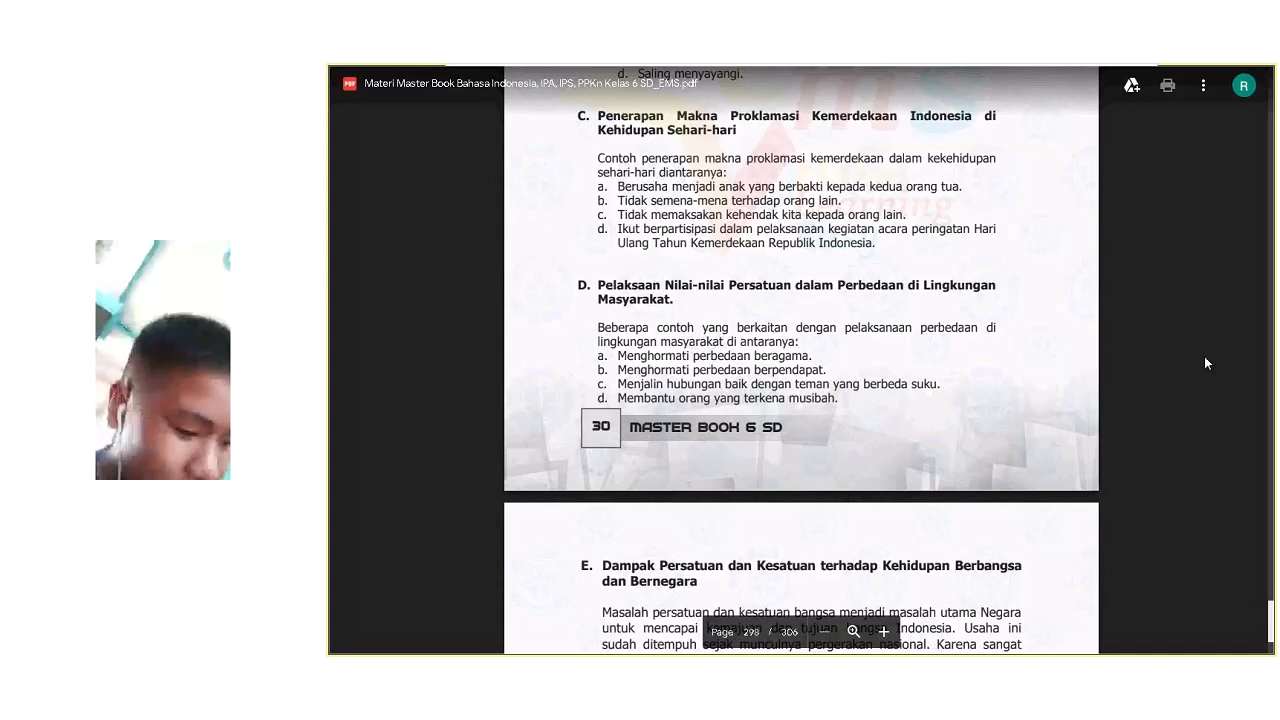 Materi Master Book Bahasa Indonesia, IPA, IPS, PPKn Kelas 6 SD_EMS.pdf
R
d. Saling menyayangi.
C. Penerapan Makna Proklamasi Kemerdekaan Indonesia di
Kehidupan Sehari-hari
Contoh penerapan makna proklamasi kemerdekaan dalam kekehidupan
sehari-hari diantaranya:
a. Berusaha menjadi anak yang berbakti kepada kedua orang tua.
b. Tidak semena-mena terhadap orang lain.
c. Tidak memaksakan kehendak kita kepada orang lain.
d. Ikut berpartisipasi dalam pelaksanaan kegiatan acara peringatan Hari
Ulang Tahun Kemerdekaan Republik Indonesia.
D. Pelaksaan Nilai-nilai Persatuan dalam Perbedaan di Lingkungan
Masyarakat.
Beberapa contoh yang berkaitan dengan pelaksanaan perbedaan di
lingkungan masyarakat di antaranya:
a. Menghormati perbedaan beragama.
b. Menghormati perbedaan berpendapat.
c. Menjalin hubungan baik dengan teman yang berbeda suku.
d. Membantu orang yang terkena musibah.
30 MASTER BOOK 6 SD
E. Dampak Persatuan dan Kesatuan terhadap Kehidupan Berbangsa
dan Bernegara
Masalah persatuan dan kesatuan bangsa menjadi masalah utama Negara
untuk mencapai kemajuan dan tujuan bangsa Indonesia. Usaha ini
sudah ditempuh sejak munculnya pergerakan nasional. Karena sangat
Page 298 / 306